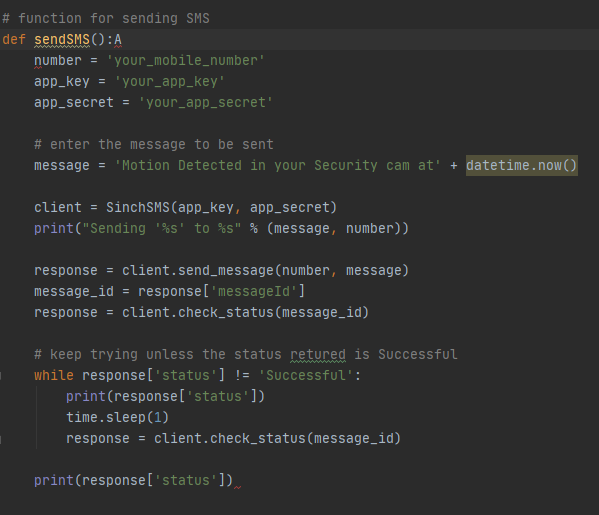 # function for sending SMS
def sendSMS():A
    number = 'your_mobile_number'
    app_key = 'your_app_key'
    app_secret = 'your_app_secret'

    # enter the message to be sent
    message = 'Motion Detected in your Security cam at' + datetime.now()

    client = SinchSMS(app_key, app_secret)
    print("Sending '%s' to %s" % (message, number))

    response = client.send_message(number, message)
    message_id = response['messageId']
    response = client.check_status(message_id)

    # keep trying unless the status retured is Successful
    while response['status'] != 'Successful':
        print(response['status'])
        time.sleep(1)
        response = client.check_status(message_id)

    print(response['status'])